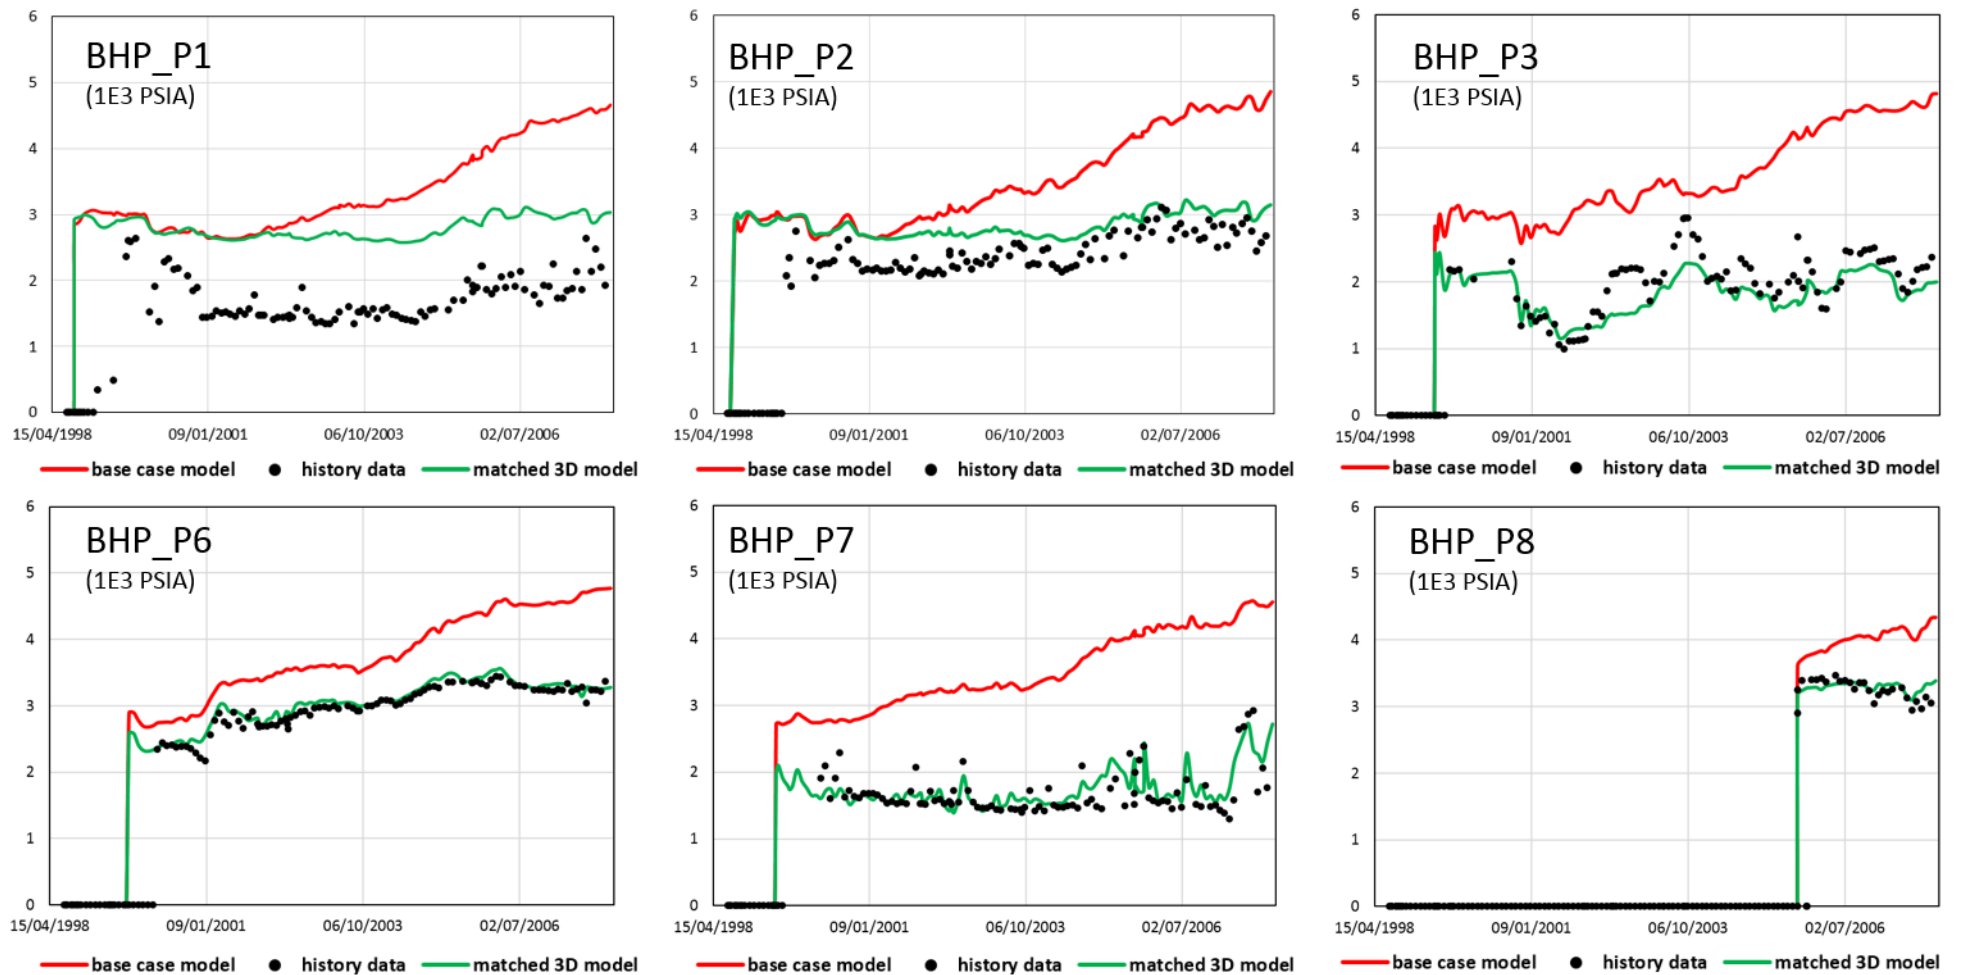 BHP_P1
(1E3 PSIA)
6
5
4
3
2
1
0
15/04/1998 09/01/2001 06/10/2003 02/07/2006
base case model history data matched 3D model
BHP_P2
(1E3 PSIA)
6
5
4
3
2
1
0
15/04/1998 09/01/2001 06/10/2003 02/07/2006
base case model history data matched 3D model
BHP_P3
(1E3 PSIA)
6
5
4
3
2
1
0
15/04/1998 09/01/2001 06/10/2003 02/07/2006
base case model history data matched 3D model
BHP_P6
(1E3 PSIA)
6
5
4
3
2
1
0
15/04/1998 09/01/2001 06/10/2003 02/07/2006
base case model history data matched 3D model
BHP_P7
(1E3 PSIA)
6
5
4
3
2
1
0
15/04/1998 09/01/2001 06/10/2003 02/07/2006
base case model history data matched 3D model
BHP_P8
(1E3 PSIA)
6
5
4
3
2
1
0
15/04/1998 09/01/2001 06/10/2003 02/07/2006
base case model history data matched 3D model